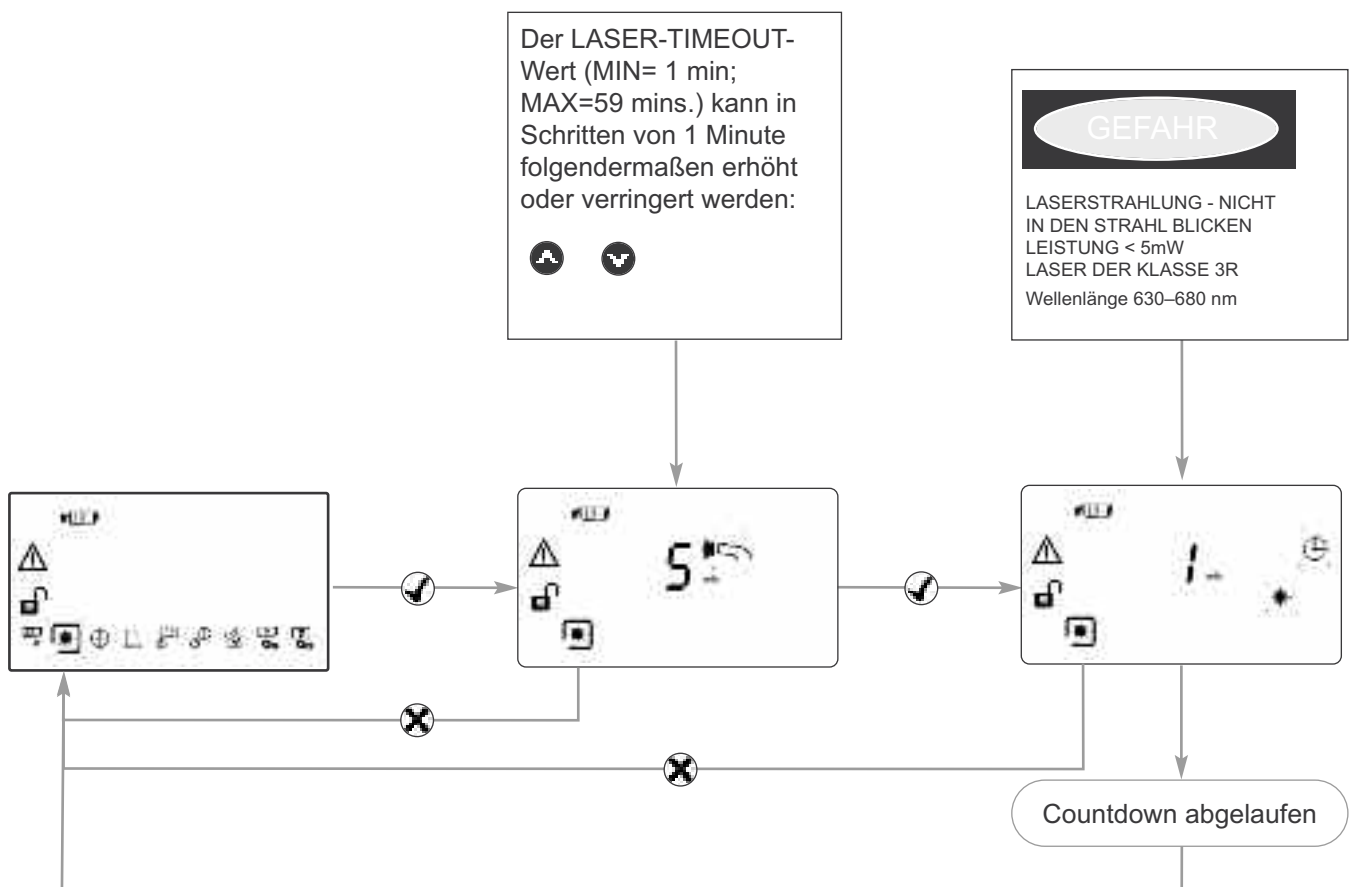 Der LASER-TIMEOUT-
Wert (MIN= 1 min;
MAX=59 mins.) kann in
Schritten von 1 Minute
folgendermaßen erhöht
oder verringert werden:
GEFAHR
LASERSTRAHLUNG - NICHT
IN DEN STRAHL BLICKEN
LEISTUNG < 5mW
LASER DER KLASSE 3R
Wellenlänge 630–680 nm
5
1
Countdown abgelaufen